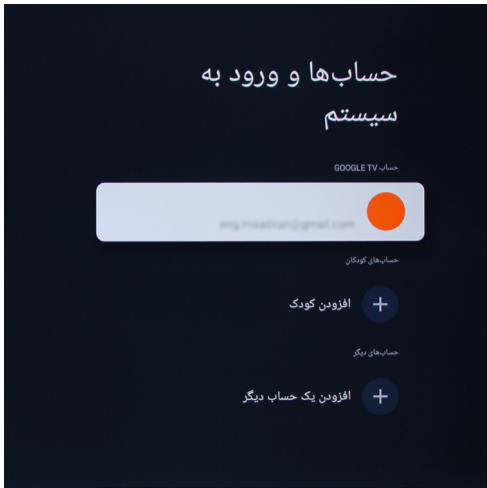 حساب‌ها و ورود به
سیستم
حساب GOOGLE TV
حساب‌های کودکان
افزودن کودک
حساب‌های دیگر
افزودن یک حساب دیگر